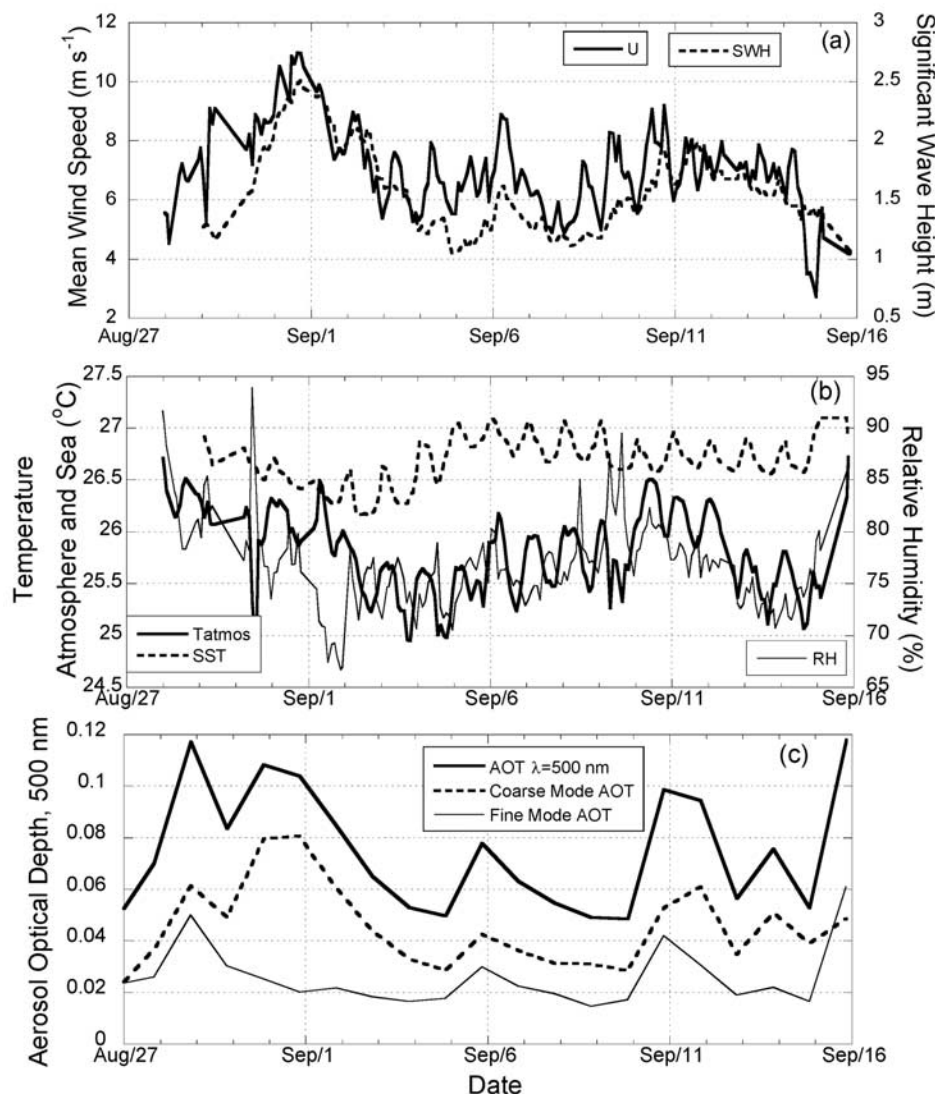 (a)
U
SWH
Mean Wind Speed (m s⁻¹)
12
10
8
6
4
2
Significant Wave Height (m)
3
2.5
2
1.5
1
0.5
Aug/27
Sep/1
Sep/6
Sep/11
Sep/16
(b)
Temperature
Atmosphere and Sea (°C)
27.5
27
26.5
26
25.5
25
24.5
Tatmos
SST
RH
Relative Humidity (%)
95
90
85
80
75
70
65
Aug/27
Sep/1
Sep/6
Sep/11
Sep/16
(c)
Aerosol Optical Depth, 500 nm
0.12
0.1
0.08
0.06
0.04
0.02
0
AOT λ=500 nm
Coarse Mode AOT
Fine Mode AOT
Aug/27
Sep/1
Sep/6
Sep/11
Sep/16
Date